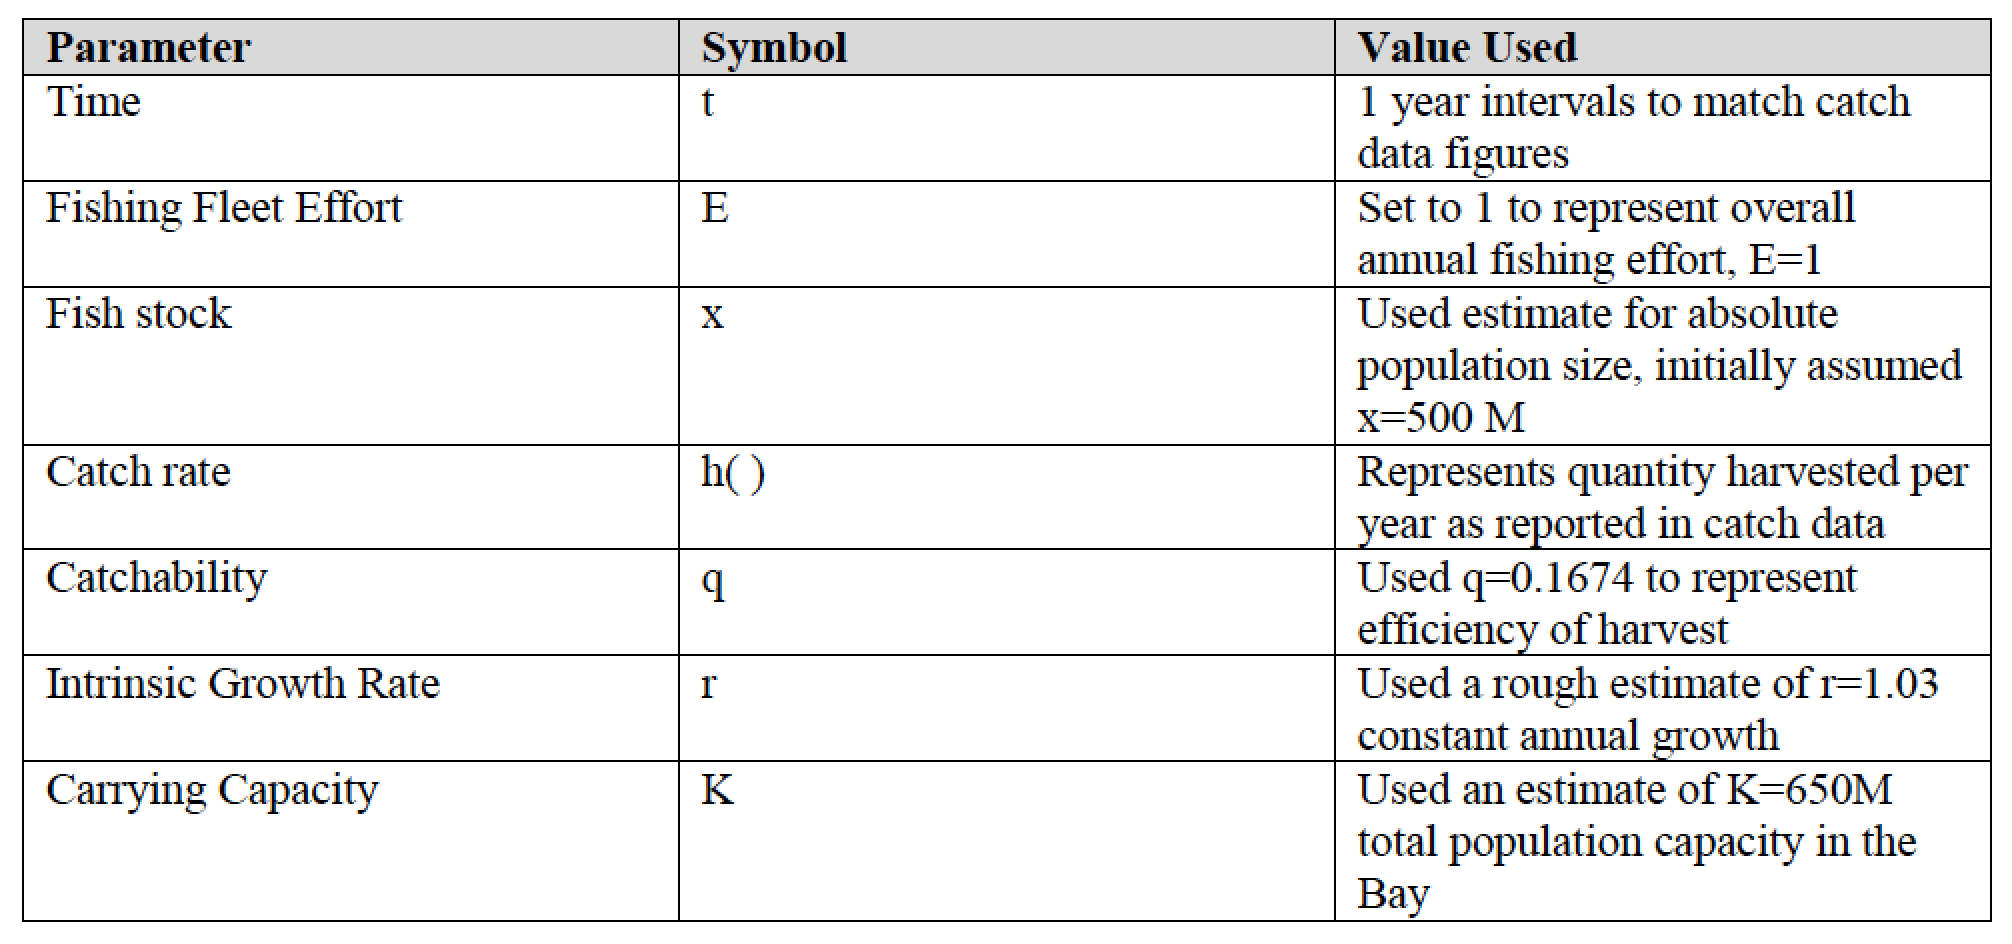 Parameter Symbol Value Used
Time t 1 year intervals to match catch
data figures
Fishing Fleet Effort E Set to 1 to represent overall
annual fishing effort, E=1
Fish stock x Used estimate for absolute
population size, initially assumed
x=500 M
Catch rate h( ) Represents quantity harvested per
year as reported in catch data
Catchability q Used q=0.1674 to represent
efficiency of harvest
Intrinsic Growth Rate r Used a rough estimate of r=1.03
constant annual growth
Carrying Capacity K Used an estimate of K=650M
total population capacity in the
Bay